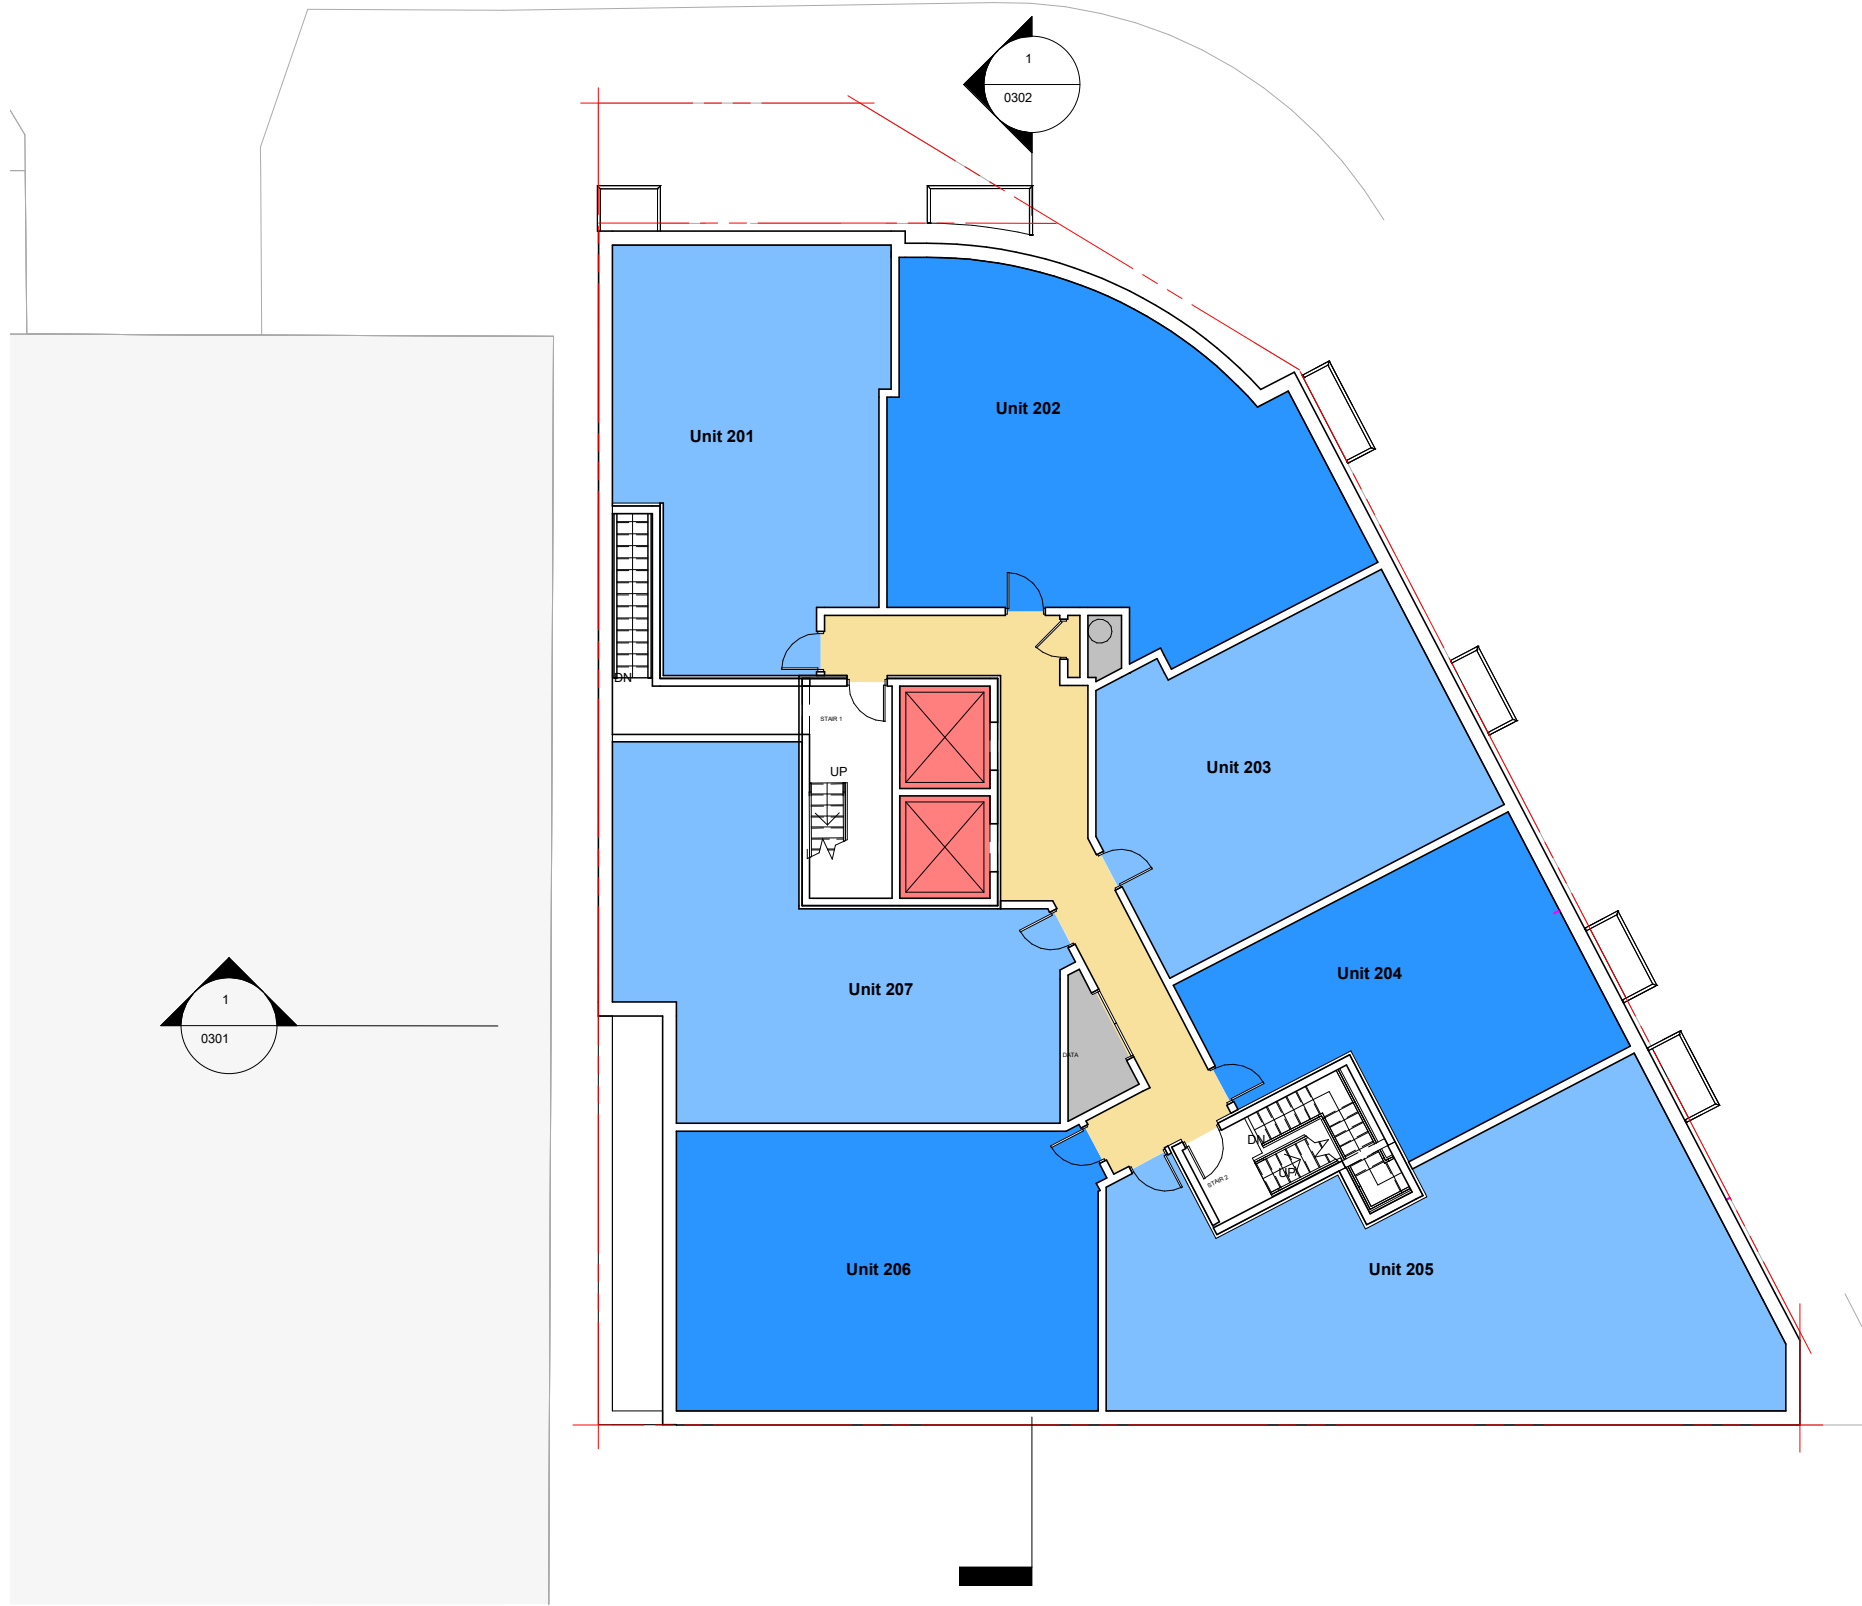 1
0302
Unit 202
Unit 201
DN
STAIR 1
UP
Unit 203
Unit 204
Unit 207
1
0301
DATA
DN
UP
STAIR 2
Unit 206
Unit 205